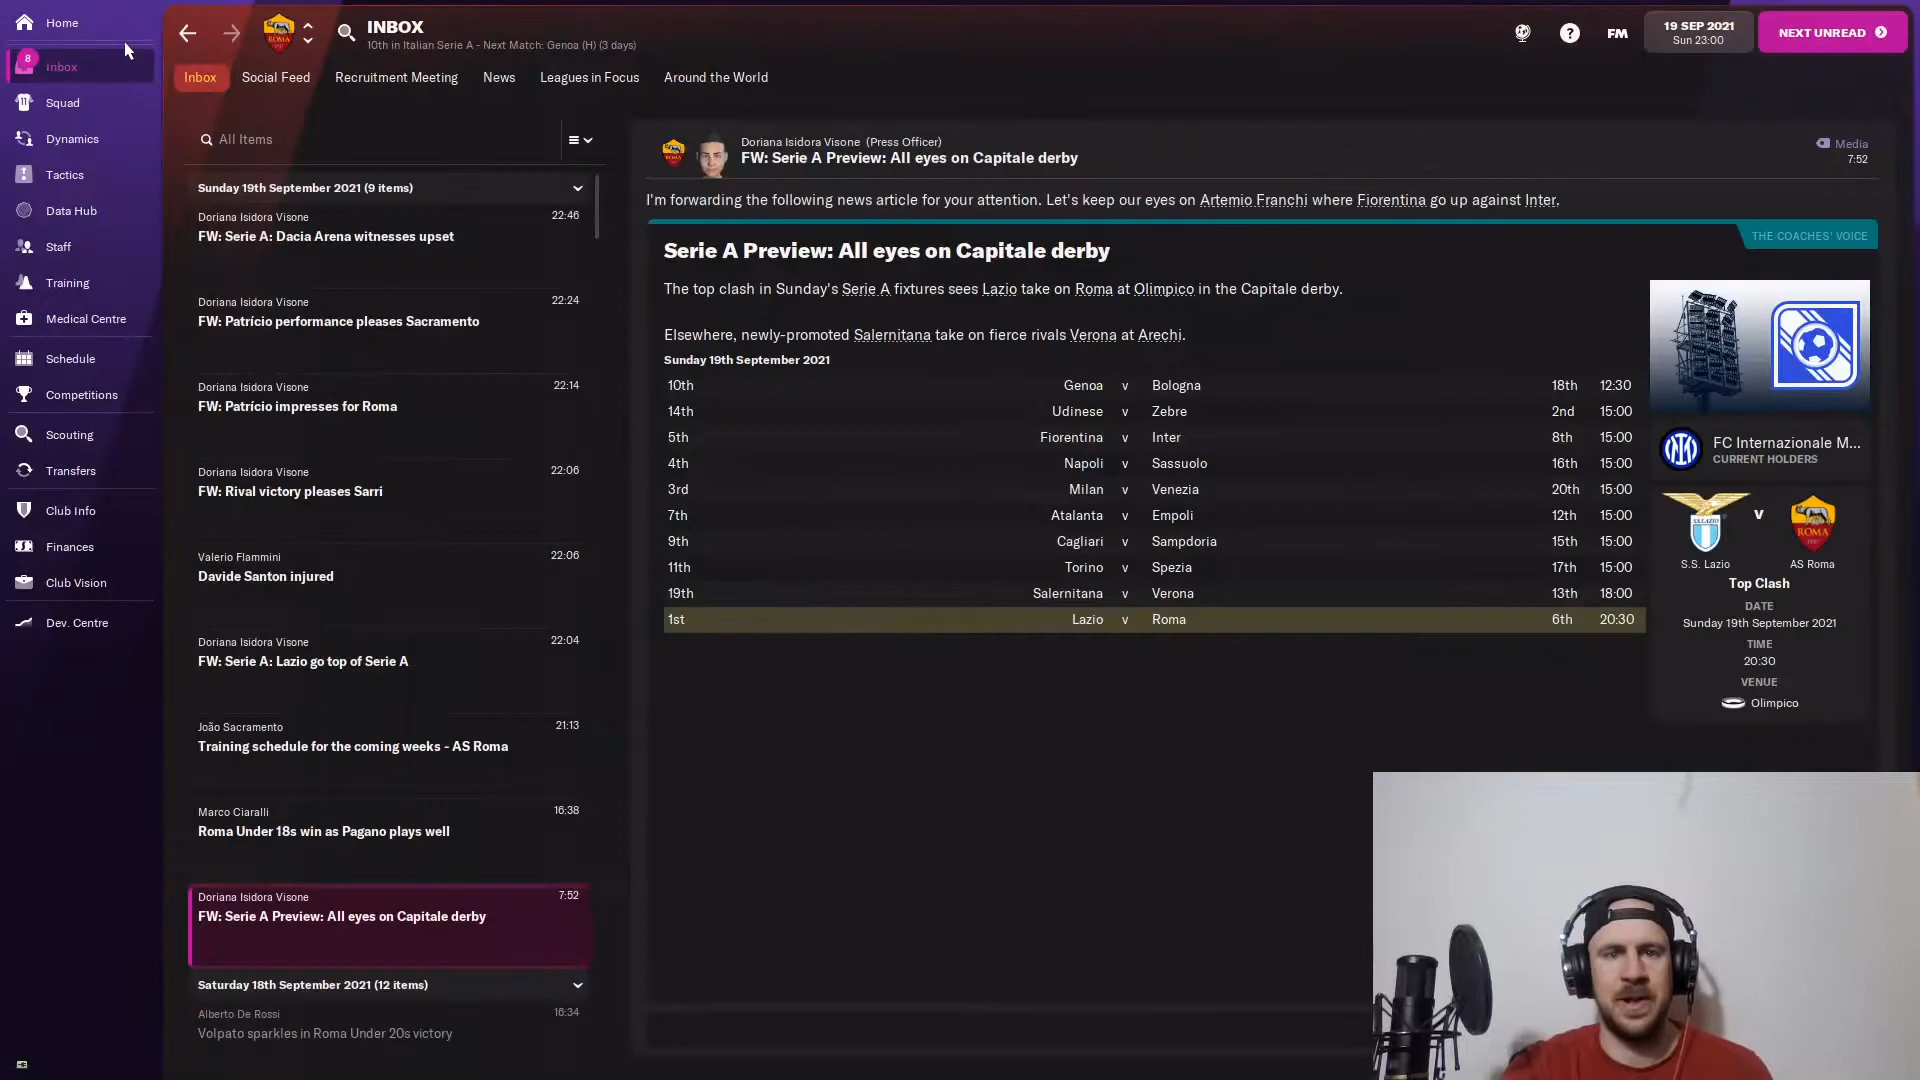 Home
8
Inbox
Squad
Dynamics
Tactics
Data Hub
Staff
Training
Medical Centre
Schedule
Competitions
Scouting
Transfers
Club Info
Finances
Club Vision
Dev. Centre
ROMA
INBOX
10th in Italian Serie A - Next Match: Genoa (H) (3 days)
FM
19 SEP 2021
Sun 23:00
NEXT UNREAD
Inbox Social Feed Recruitment Meeting News Leagues in Focus Around the World
All Items
Sunday 19th September 2021 (9 items)
Doriana Isidora Visone 22:46
FW: Serie A: Dacia Arena witnesses upset
Doriana Isidora Visone 22:24
FW: Patrício performance pleases Sacramento
Doriana Isidora Visone 22:14
FW: Patrício impresses for Roma
Doriana Isidora Visone 22:06
FW: Rival victory pleases Sarri
Valerio Flammini 22:06
Davide Santon injured
Doriana Isidora Visone 22:04
FW: Serie A: Lazio go top of Serie A
João Sacramento 21:13
Training schedule for the coming weeks - AS Roma
Marco Ciaralli 16:38
Roma Under 18s win as Pagano plays well
Doriana Isidora Visone 7:52
FW: Serie A Preview: All eyes on Capitale derby
Saturday 18th September 2021 (12 items)
Alberto De Rossi 16:34
Volpato sparkles in Roma Under 20s victory
Doriana Isidora Visone (Press Officer)
FW: Serie A Preview: All eyes on Capitale derby
Media
7:52
I'm forwarding the following news article for your attention. Let's keep our eyes on Artemio Franchi where Fiorentina go up against Inter.
THE COACHES' VOICE
Serie A Preview: All eyes on Capitale derby
The top clash in Sunday's Serie A fixtures sees Lazio take on Roma at Olimpico in the Capitale derby.
Elsewhere, newly-promoted Salernitana take on fierce rivals Verona at Arechi.
Sunday 19th September 2021
10th Genoa v Bologna 18th 12:30
14th Udinese v Zebre 2nd 15:00
5th Fiorentina v Inter 8th 15:00
4th Napoli v Sassuolo 16th 15:00
3rd Milan v Venezia 20th 15:00
7th Atalanta v Empoli 12th 15:00
9th Cagliari v Sampdoria 15th 15:00
11th Torino v Spezia 17th 15:00
19th Salernitana v Verona 13th 18:00
1st Lazio v Roma 6th 20:30
FC Internazionale M...
CURRENT HOLDERS
S.S. LAZIO
v
ROMA
1927
S.S. Lazio AS Roma
Top Clash
DATE
Sunday 19th September 2021
TIME
20:30
VENUE
Olimpico